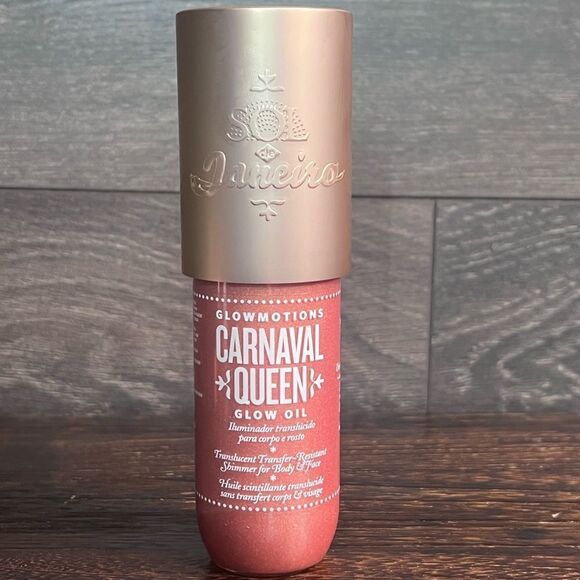 SOL
de
Janeiro
GLOWMOTIONS
CARNAVAL
QUEEN
GLOW OIL
Iluminador translúcido
para corpo e rosto
Translucent Transfer-Resistant
Shimmer for Body & Face
Huile scintillante translucide
sans transfert corps & visage